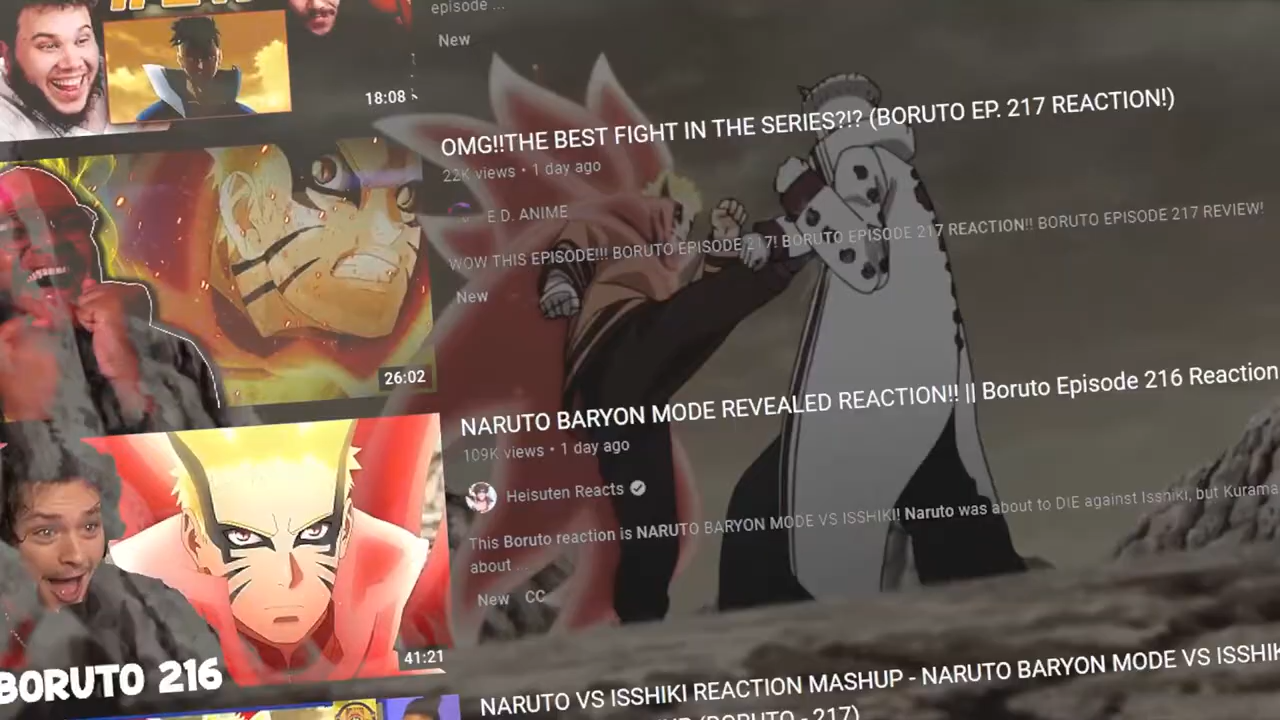 episode ...
New
18:08
OMG!!THE BEST FIGHT IN THE SERIES?!? (BORUTO EP. 217 REACTION!)
22K views • 1 day ago
E.D. ANIME
WOW THIS EPISODE!!! BORUTO EPISODE 217! BORUTO EPISODE 217 REACTION!! BORUTO EPISODE 217 REVIEW!
New
26:02
NARUTO BARYON MODE REVEALED REACTION!! || Boruto Episode 216 Reaction
109K views • 1 day ago
Heisuten Reacts
This Boruto reaction is NARUTO BARYON MODE VS ISSHIKI! Naruto was about to DIE against Isshiki, but Kurama
about ...
New CC
41:21
BORUTO 216
NARUTO VS ISSHIKI REACTION MASHUP - NARUTO BARYON MODE VS ISSHIK
(BORUTO - 217)